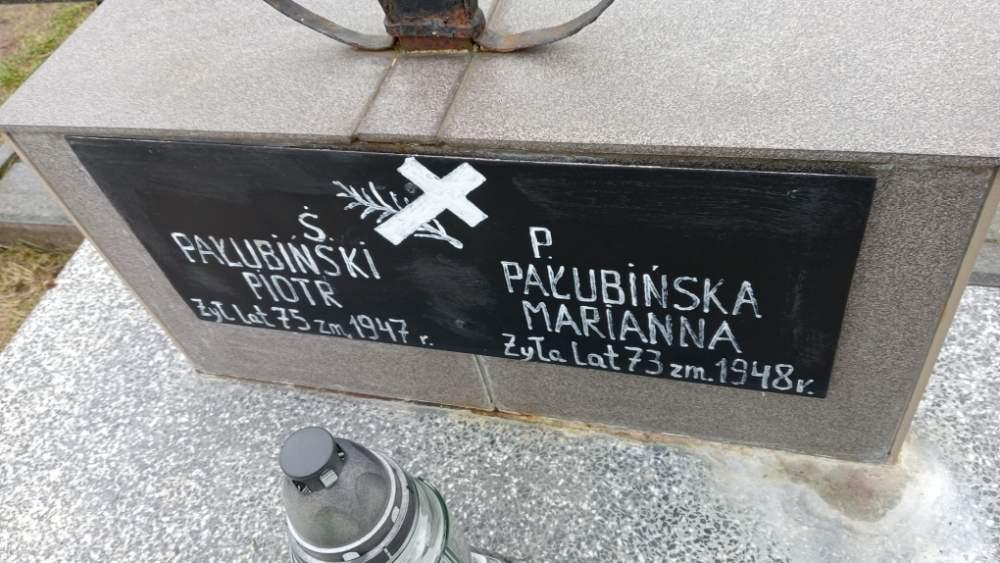 Ś. P.
PAŁUBIŃSKI
PIOTR
Żył lat 75 zm. 1947 r.
PAŁUBIŃSKA
MARIANNA
Żyła lat 73 zm. 1948 r.